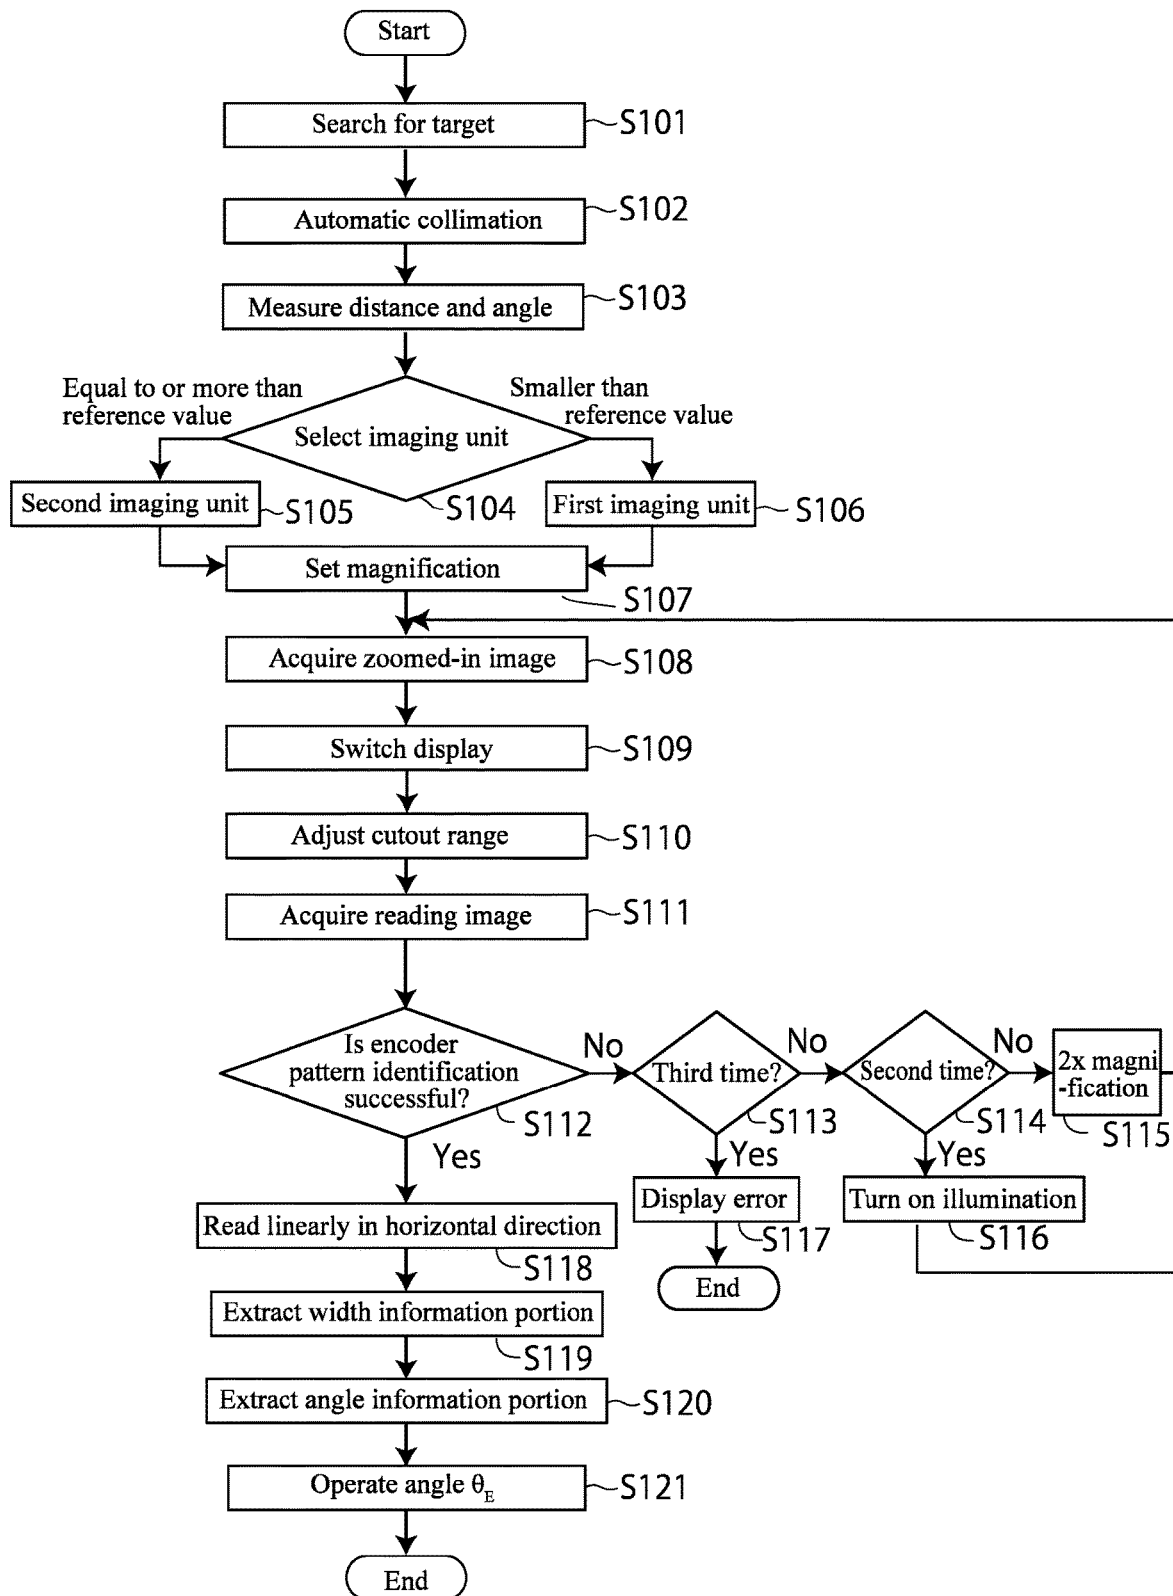 Start
Search for target
S101
Automatic collimation
S102
Measure distance and angle
S103
Equal to or more than
reference value
Smaller than
reference value
Select imaging unit
S104
Second imaging unit
S105
First imaging unit
S106
Set magnification
S107
Acquire zoomed-in image
S108
Switch display
S109
Adjust cutout range
S110
Acquire reading image
S111
Is encoder
pattern identification
successful?
S112
No
Third time?
S113
No
Second time?
S114
No
2x magni
-fication
S115
Yes
Yes
Yes
Display error
S117
Turn on illumination
S116
End
Read linearly in horizontal direction
S118
Extract width information portion
S119
Extract angle information portion
S120
Operate angle θE
S121
End